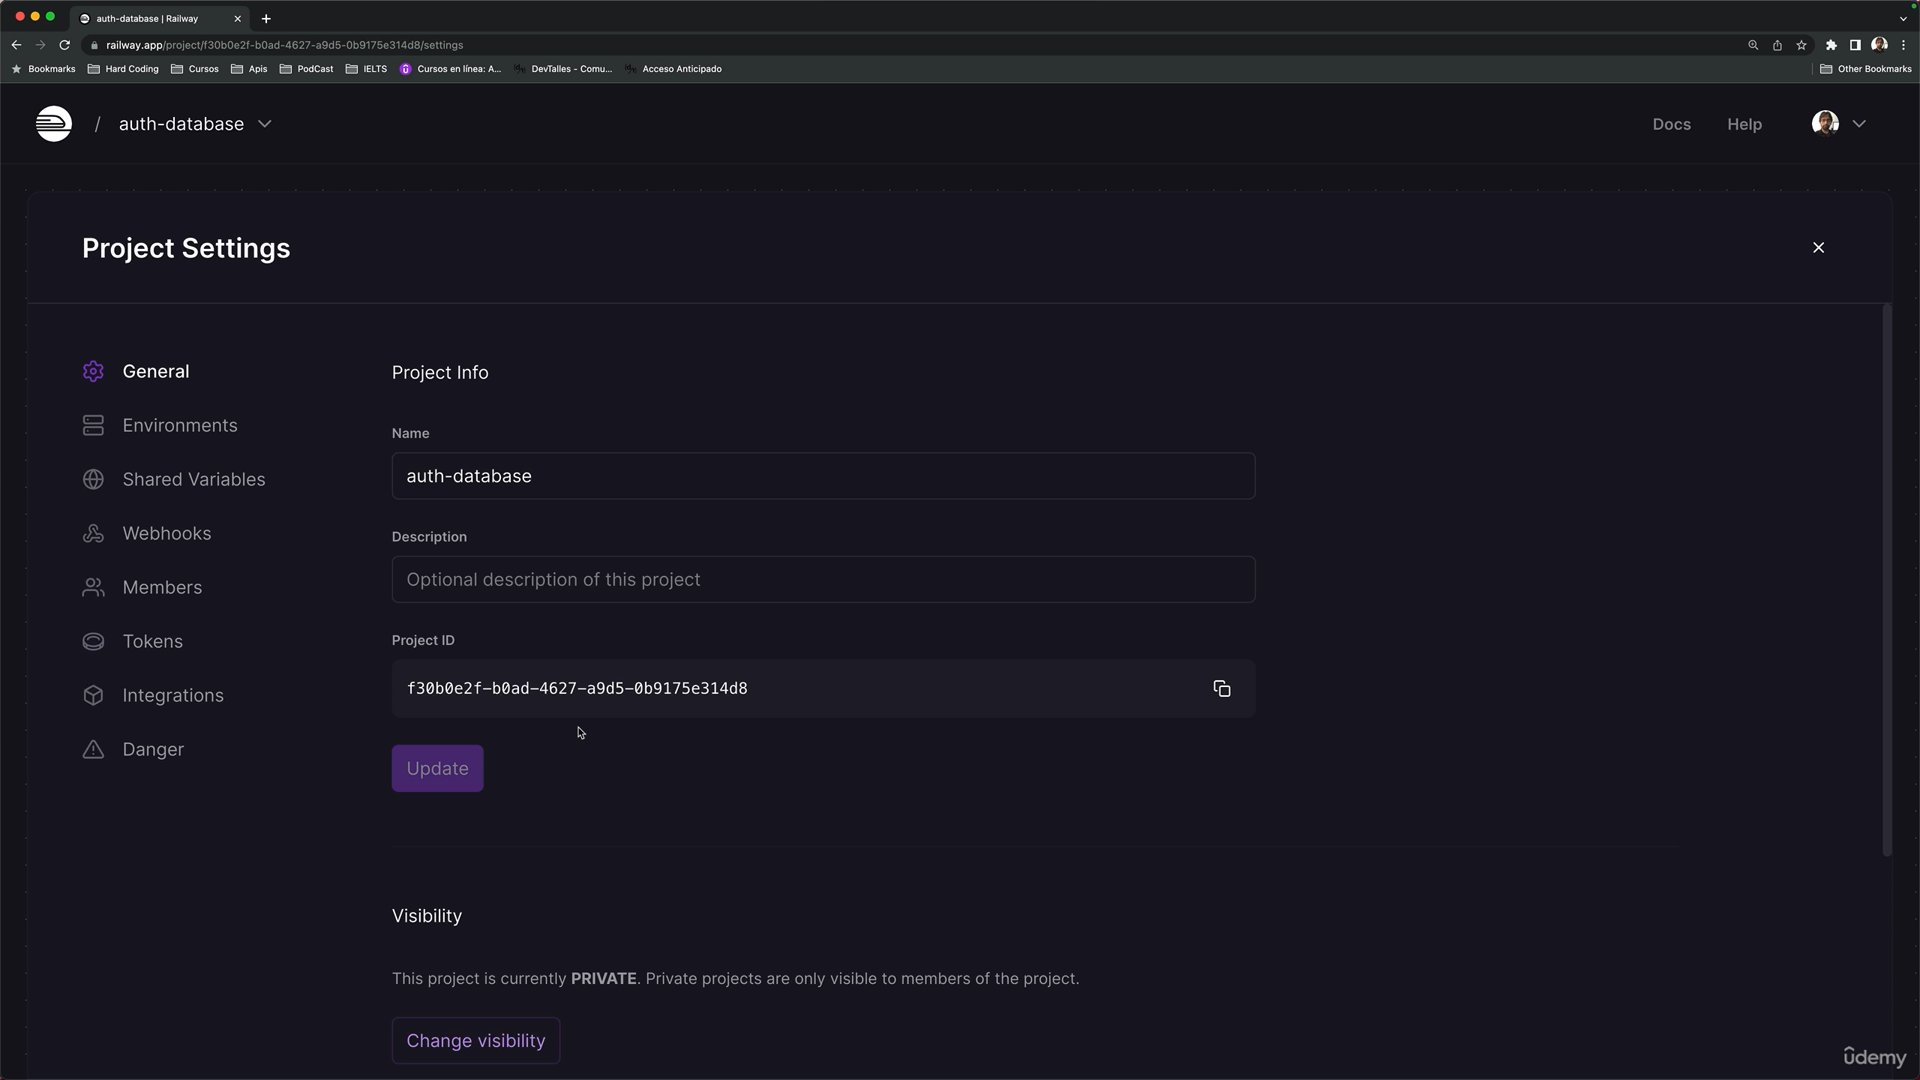 auth-database | Railway
railway.app/project/f30b0e2f-b0ad-4627-a9d5-0b9175e314d8/settings
Bookmarks Hard Coding Cursos Apis PodCast IELTS Cursos en línea: A... DevTalles - Comu... Acceso Anticipado Other Bookmarks
/ auth-database Docs Help
Project Settings
General
Environments
Shared Variables
Webhooks
Members
Tokens
Integrations
Danger
Project Info
Name
auth-database
Description
Optional description of this project
Project ID
f30b0e2f-b0ad-4627-a9d5-0b9175e314d8
Update
Visibility
This project is currently PRIVATE. Private projects are only visible to members of the project.
Change visibility
ûdemy